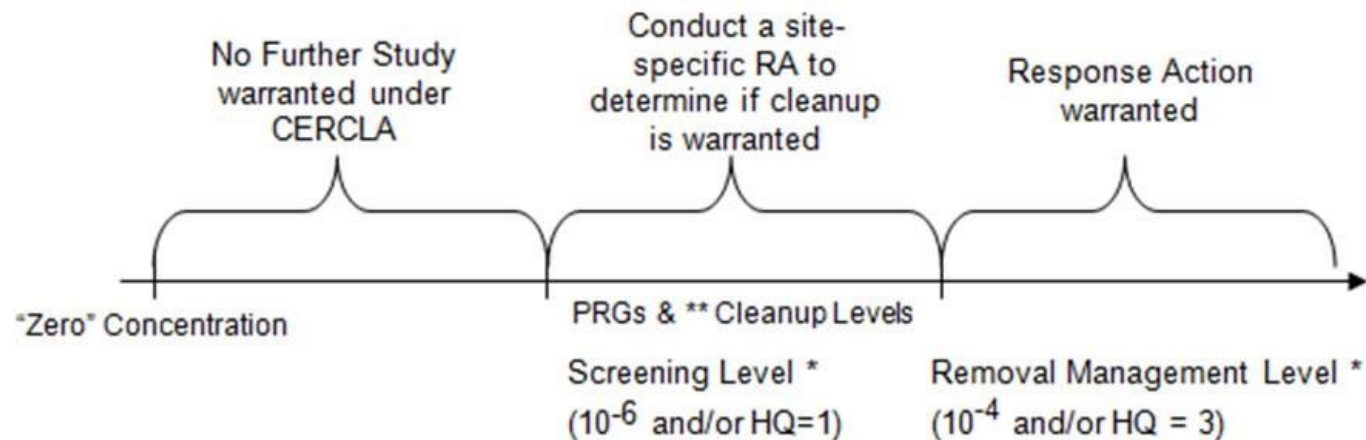 No Further Study
warranted under
CERCLA
Conduct a site-
specific RA to
determine if cleanup
is warranted
Response Action
warranted
"Zero" Concentration
PRGs & ** Cleanup Levels
Screening Level *
(10⁻⁶ and/or HQ=1)
Removal Management Level *
(10⁻⁴ and/or HQ = 3)